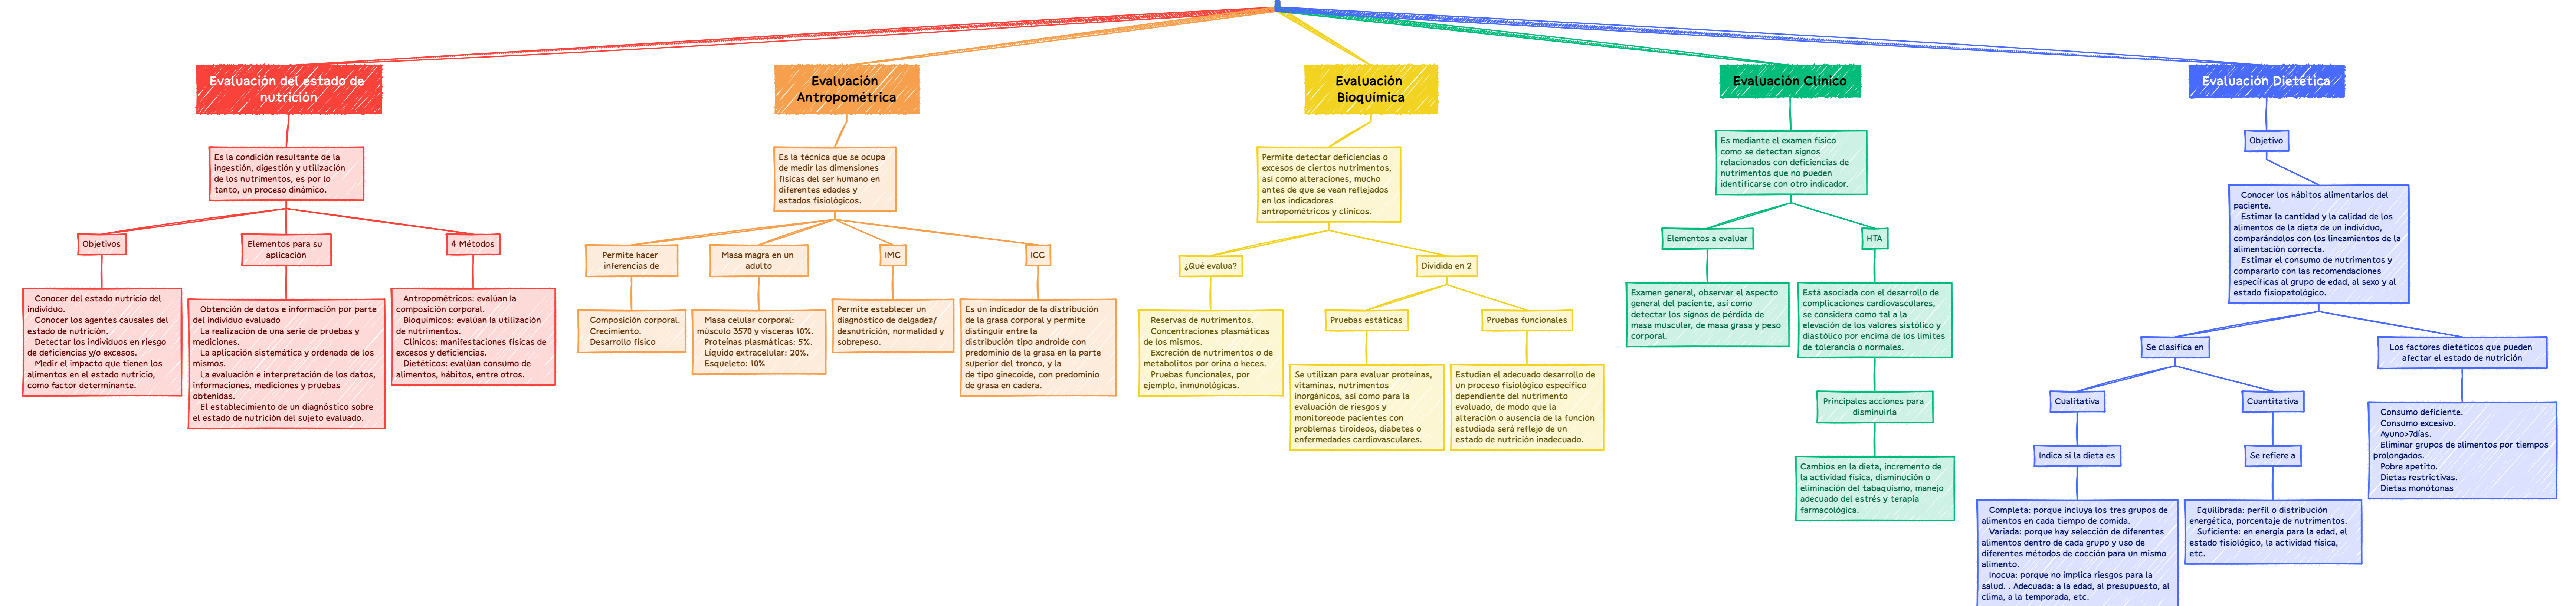 Evaluación del estado de
nutrición
Es la condición resultante de la
ingestión, digestión y utilización
de los nutrimentos, es por lo
tanto, un proceso dinámico.
Objetivos
Conocer del estado nutricio del
individuo.
Conocer los agentes causales del
estado de nutrición.
Detectar los individuos en riesgo
de deficiencias y/o excesos.
Medir el impacto que tienen los
alimentos en el estado nutricio,
como factor determinante.
Elementos para su
aplicación
Obtención de datos e información por parte
del individuo evaluado
La realización de una serie de pruebas y
mediciones.
La aplicación sistemática y ordenada de los
mismos.
La evaluación e interpretación de los datos,
informaciones, mediciones y pruebas
obtenidas.
El establecimiento de un diagnóstico sobre
el estado de nutrición del sujeto evaluado.
4 Métodos
Antropométricos: evalúan la
composición corporal.
Bioquímicos: evalúan la utilización
de nutrimentos.
Clínicos: manifestaciones físicas de
excesos y deficiencias.
Dietéticos: evalúan consumo de
alimentos, hábitos, entre otros.
Evaluación
Antropométrica
Es la técnica que se ocupa
de medir las dimensiones
físicas del ser humano en
diferentes edades y
estados fisiológicos.
Permite hacer
inferencias de
Composición corporal.
Crecimiento.
Desarrollo físico
Masa magra en un
adulto
Masa celular corporal:
músculo 3570 y vísceras 10%.
Proteínas plasmáticas: 5%.
Líquido extracelular: 20%.
Esqueleto: 10%
IMC
Permite establecer un
diagnóstico de delgadez/
desnutrición, normalidad y
sobrepeso.
ICC
Es un indicador de la distribución
de la grasa corporal y permite
distinguir entre la
distribución tipo androide con
predominio de la grasa en la parte
superior del tronco, y la
de tipo ginecoide, con predominio
de grasa en cadera.
Evaluación
Bioquímica
Permite detectar deficiencias o
excesos de ciertos nutrimentos,
así como alteraciones, mucho
antes de que se vean reflejados
en los indicadores
antropométricos y clínicos.
¿Qué evalua?
Reservas de nutrimentos.
Concentraciones plasmáticas
de los mismos.
Excreción de nutrimentos o de
metabolitos por orina o heces.
Pruebas funcionales, por
ejemplo, inmunológicas.
Dividida en 2
Pruebas estáticas
Se utilizan para evaluar proteínas,
vitaminas, nutrimentos
inorgánicos, así como para la
evaluación de riesgos y
monitoreode pacientes con
problemas tiroideos, diabetes o
enfermedades cardiovasculares.
Pruebas funcionales
Estudian el adecuado desarrollo de
un proceso fisiológico específico
dependiente del nutrimento
evaluado, de modo que la
alteración o ausencia de la función
estudiada será reflejo de un
estado de nutrición inadecuado.
Evaluación Clínico
Es mediante el examen físico
como se detectan signos
relacionados con deficiencias de
nutrimentos que no pueden
identificarse con otro indicador.
Elementos a evaluar
Examen general, observar el aspecto
general del paciente, así como
detectar los signos de pérdida de
masa muscular, de masa grasa y peso
corporal.
HTA
Está asociada con el desarrollo de
complicaciones cardiovasculares,
se considera como tal a la
elevación de los valores sistólico y
diastólico por encima de los límites
de tolerancia o normales.
Principales acciones para
disminuirla
Cambios en la dieta, incremento de
la actividad física, disminución o
eliminación del tabaquismo, manejo
adecuado del estrés y terapia
farmacológica.
Evaluación Dietética
Objetivo
Conocer los hábitos alimentarios del
paciente.
Estimar la cantidad y la calidad de los
alimentos de la dieta de un individuo,
comparándolos con los lineamientos de la
alimentación correcta.
Estimar el consumo de nutrimentos y
compararlo con las recomendaciones
específicas al grupo de edad, al sexo y al
estado fisiopatológico.
Se clasifica en
Cualitativa
Indica si la dieta es
Completa: porque incluya los tres grupos de
alimentos en cada tiempo de comida.
Variada: porque hay selección de diferentes
alimentos dentro de cada grupo y uso de
diferentes métodos de cocción para un mismo
alimento.
Inocua: porque no implica riesgos para la
salud. . Adecuada: a la edad, al presupuesto, al
clima, a la temporada, etc.
Cuantitativa
Se refiere a
Equilibrada: perfil o distribución
energética, porcentaje de nutrimentos.
Suficiente: en energía para la edad, el
estado fisiológico, la actividad física,
etc.
Los factores dietéticos que pueden
afectar el estado de nutrición
Consumo deficiente.
Consumo excesivo.
Ayuno>7días.
Eliminar grupos de alimentos por tiempos
prolongados.
Pobre apetito.
Dietas restrictivas.
Dietas monótonas